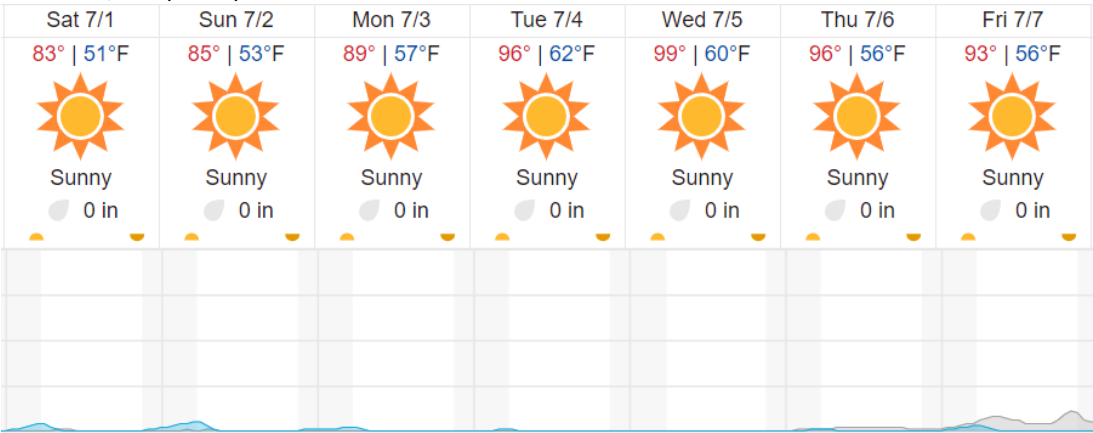 Sat 7/1 Sun 7/2 Mon 7/3 Tue 7/4 Wed 7/5 Thu 7/6 Fri 7/7
83° | 51°F 85° | 53°F 89° | 57°F 96° | 62°F 99° | 60°F 96° | 56°F 93° | 56°F
Sunny Sunny Sunny Sunny Sunny Sunny Sunny
0 in 0 in 0 in 0 in 0 in 0 in 0 in